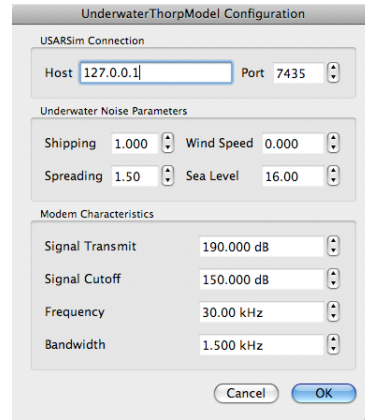 UnderwaterThorpModel Configuration
USARSim Connection
Host 127.0.0.1 Port 7435
Underwater Noise Parameters
Shipping 1.000 Wind Speed 0.000
Spreading 1.50 Sea Level 16.00
Modem Characteristics
Signal Transmit 190.000 dB
Signal Cutoff 150.000 dB
Frequency 30.00 kHz
Bandwidth 1.500 kHz
Cancel OK